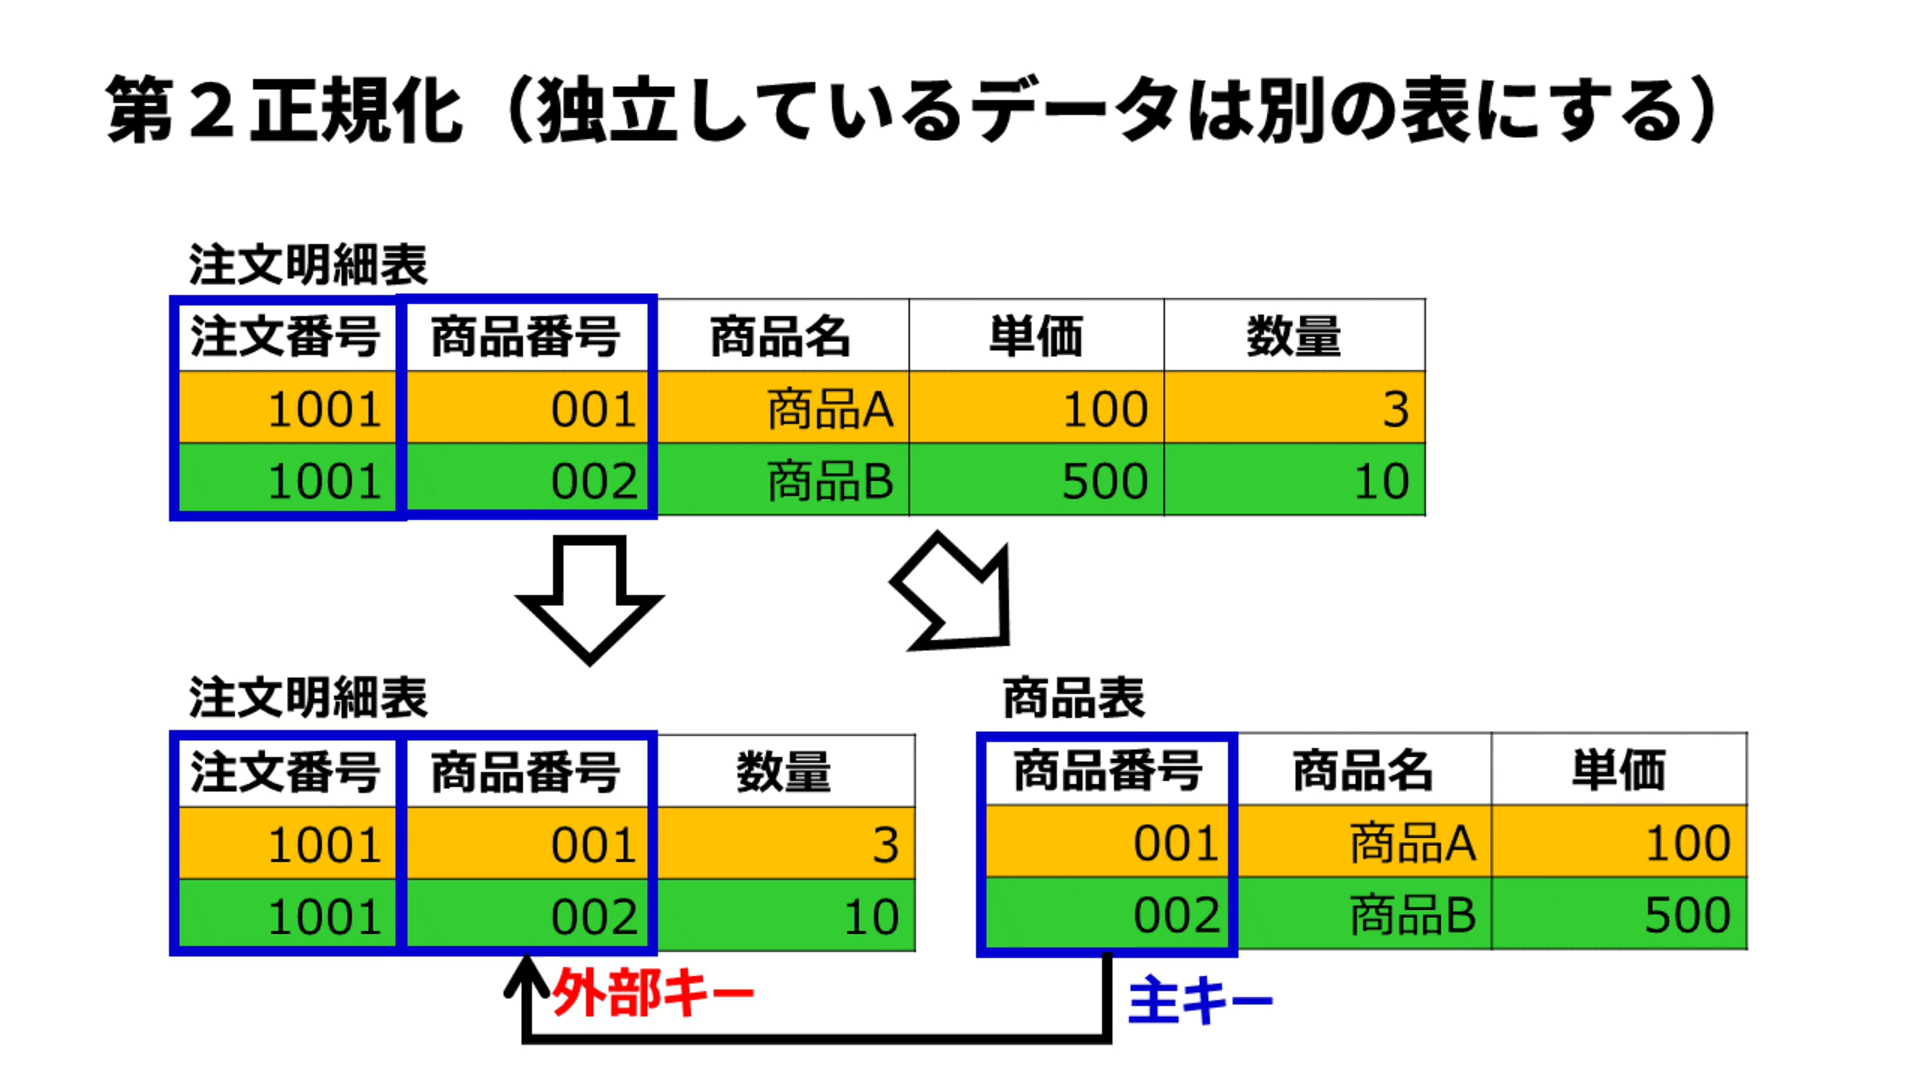 第２正規化（独立しているデータは別の表にする）
注文明細表
注文番号 商品番号 商品名 単価 数量
1001 001 商品A 100 3
1001 002 商品B 500 10
注文明細表
注文番号 商品番号 数量
1001 001 3
1001 002 10
商品表
商品番号 商品名 単価
001 商品A 100
002 商品B 500
外部キー
主キー